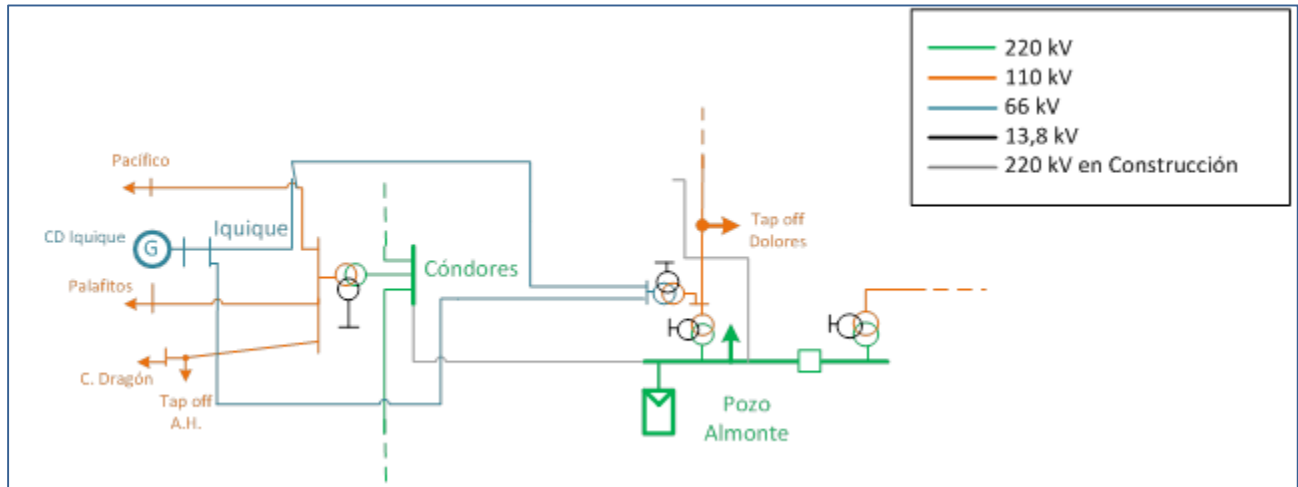 220 kV
110 kV
66 kV
13,8 kV
220 kV en Construcción
Pacífico
CD Iquique
G
Iquique
Palafitos
C. Dragón
Tap off
A.H.
Cóndores
Tap off
Dolores
Pozo
Almonte